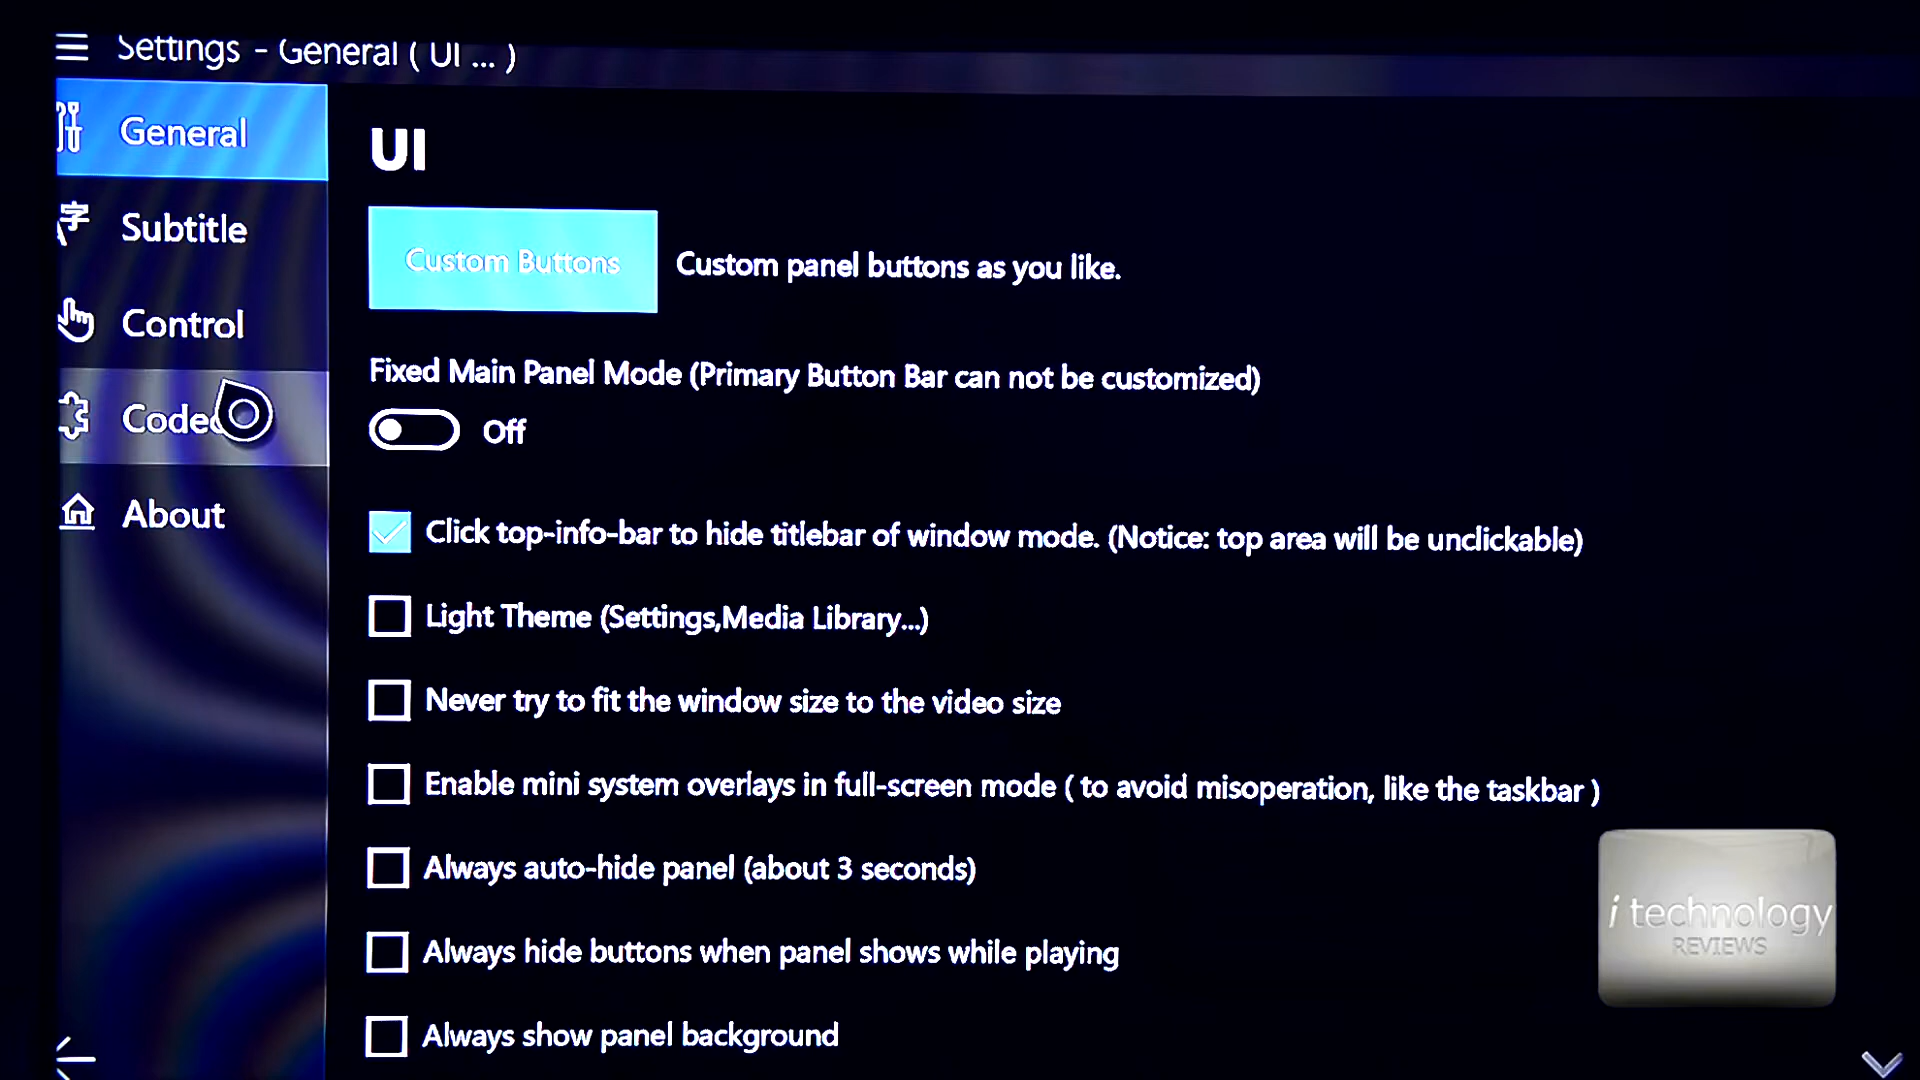 Settings - General ( UI ... )
General
Subtitle
Control
Codec
About
UI
Custom Buttons
Custom panel buttons as you like.
Fixed Main Panel Mode (Primary Button Bar can not be customized)
Off
Click top-info-bar to hide titlebar of window mode. (Notice: top area will be unclickable)
Light Theme (Settings,Media Library...)
Never try to fit the window size to the video size
Enable mini system overlays in full-screen mode ( to avoid misoperation, like the taskbar )
Always auto-hide panel (about 3 seconds)
Always hide buttons when panel shows while playing
Always show panel background
i technology
REVIEWS